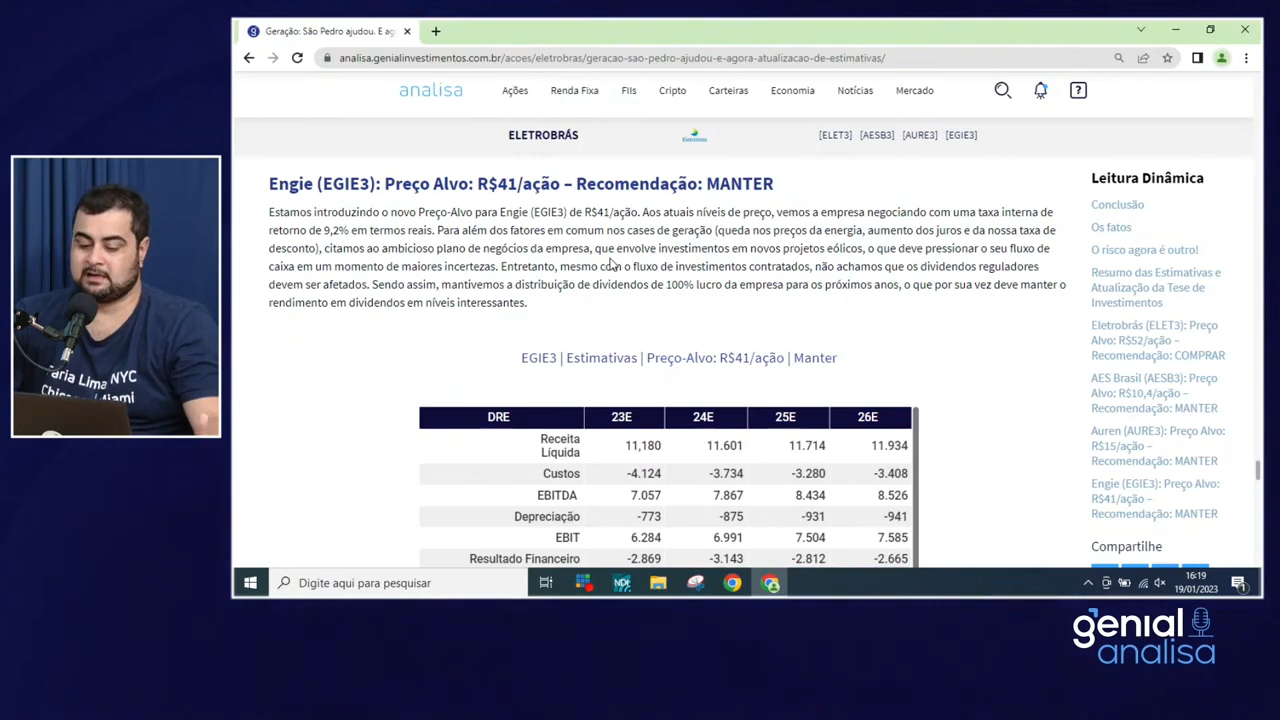 Geração: São Pedro ajudou. E ag
analisa.genialinvestimentos.com.br/acoes/eletrobras/geracao-sao-pedro-ajudou-e-agora-atualizacao-de-estimativas/
analisa
Ações
Renda Fixa
FIIs
Cripto
Carteiras
Economia
Notícias
Mercado
ELETROBRÁS
[ELET3] [AESB3] [AURE3] [EGIE3]
Engie (EGIE3): Preço Alvo: R$41/ação – Recomendação: MANTER
Estamos introduzindo o novo Preço-Alvo para Engie (EGIE3) de R$41/ação. Aos atuais níveis de preço, vemos a empresa negociando com uma taxa interna de
retorno de 9,2% em termos reais. Para além dos fatores em comum nos cases de geração (queda nos preços da energia, aumento dos juros e da nossa taxa de
desconto), citamos ao ambicioso plano de negócios da empresa, que envolve investimentos em novos projetos eólicos, o que deve pressionar o seu fluxo de
caixa em um momento de maiores incertezas. Entretanto, mesmo com o fluxo de investimentos contratados, não achamos que os dividendos reguladores
devem ser afetados. Sendo assim, mantivemos a distribuição de dividendos de 100% lucro da empresa para os próximos anos, o que por sua vez deve manter o
rendimento em dividendos em níveis interessantes.
EGIE3 | Estimativas | Preço-Alvo: R$41/ação | Manter
DRE 23E 24E 25E 26E
Receita
Líquida 11,180 11.601 11.714 11.934
Custos -4.124 -3.734 -3.280 -3.408
EBITDA 7.057 7.867 8.434 8.526
Depreciação -773 -875 -931 -941
EBIT 6.284 6.991 7.504 7.585
Resultado Financeiro -2.869 -3.143 -2.812 -2.665
Leitura Dinâmica
Conclusão
Os fatos
O risco agora é outro!
Resumo das Estimativas e
Atualização da Tese de
Investimentos
Eletrobrás (ELET3): Preço
Alvo: R$52/ação –
Recomendação: COMPRAR
AES Brasil (AESB3): Preço
Alvo: R$10,4/ação –
Recomendação: MANTER
Auren (AURE3): Preço Alvo:
R$15/ação –
Recomendação: MANTER
Engie (EGIE3): Preço Alvo:
R$41/ação –
Recomendação: MANTER
Compartilhe
Digite aqui para pesquisar
NDI
16:19
19/01/2023
1
Faria Lima NYC
Miami
genial
analisa